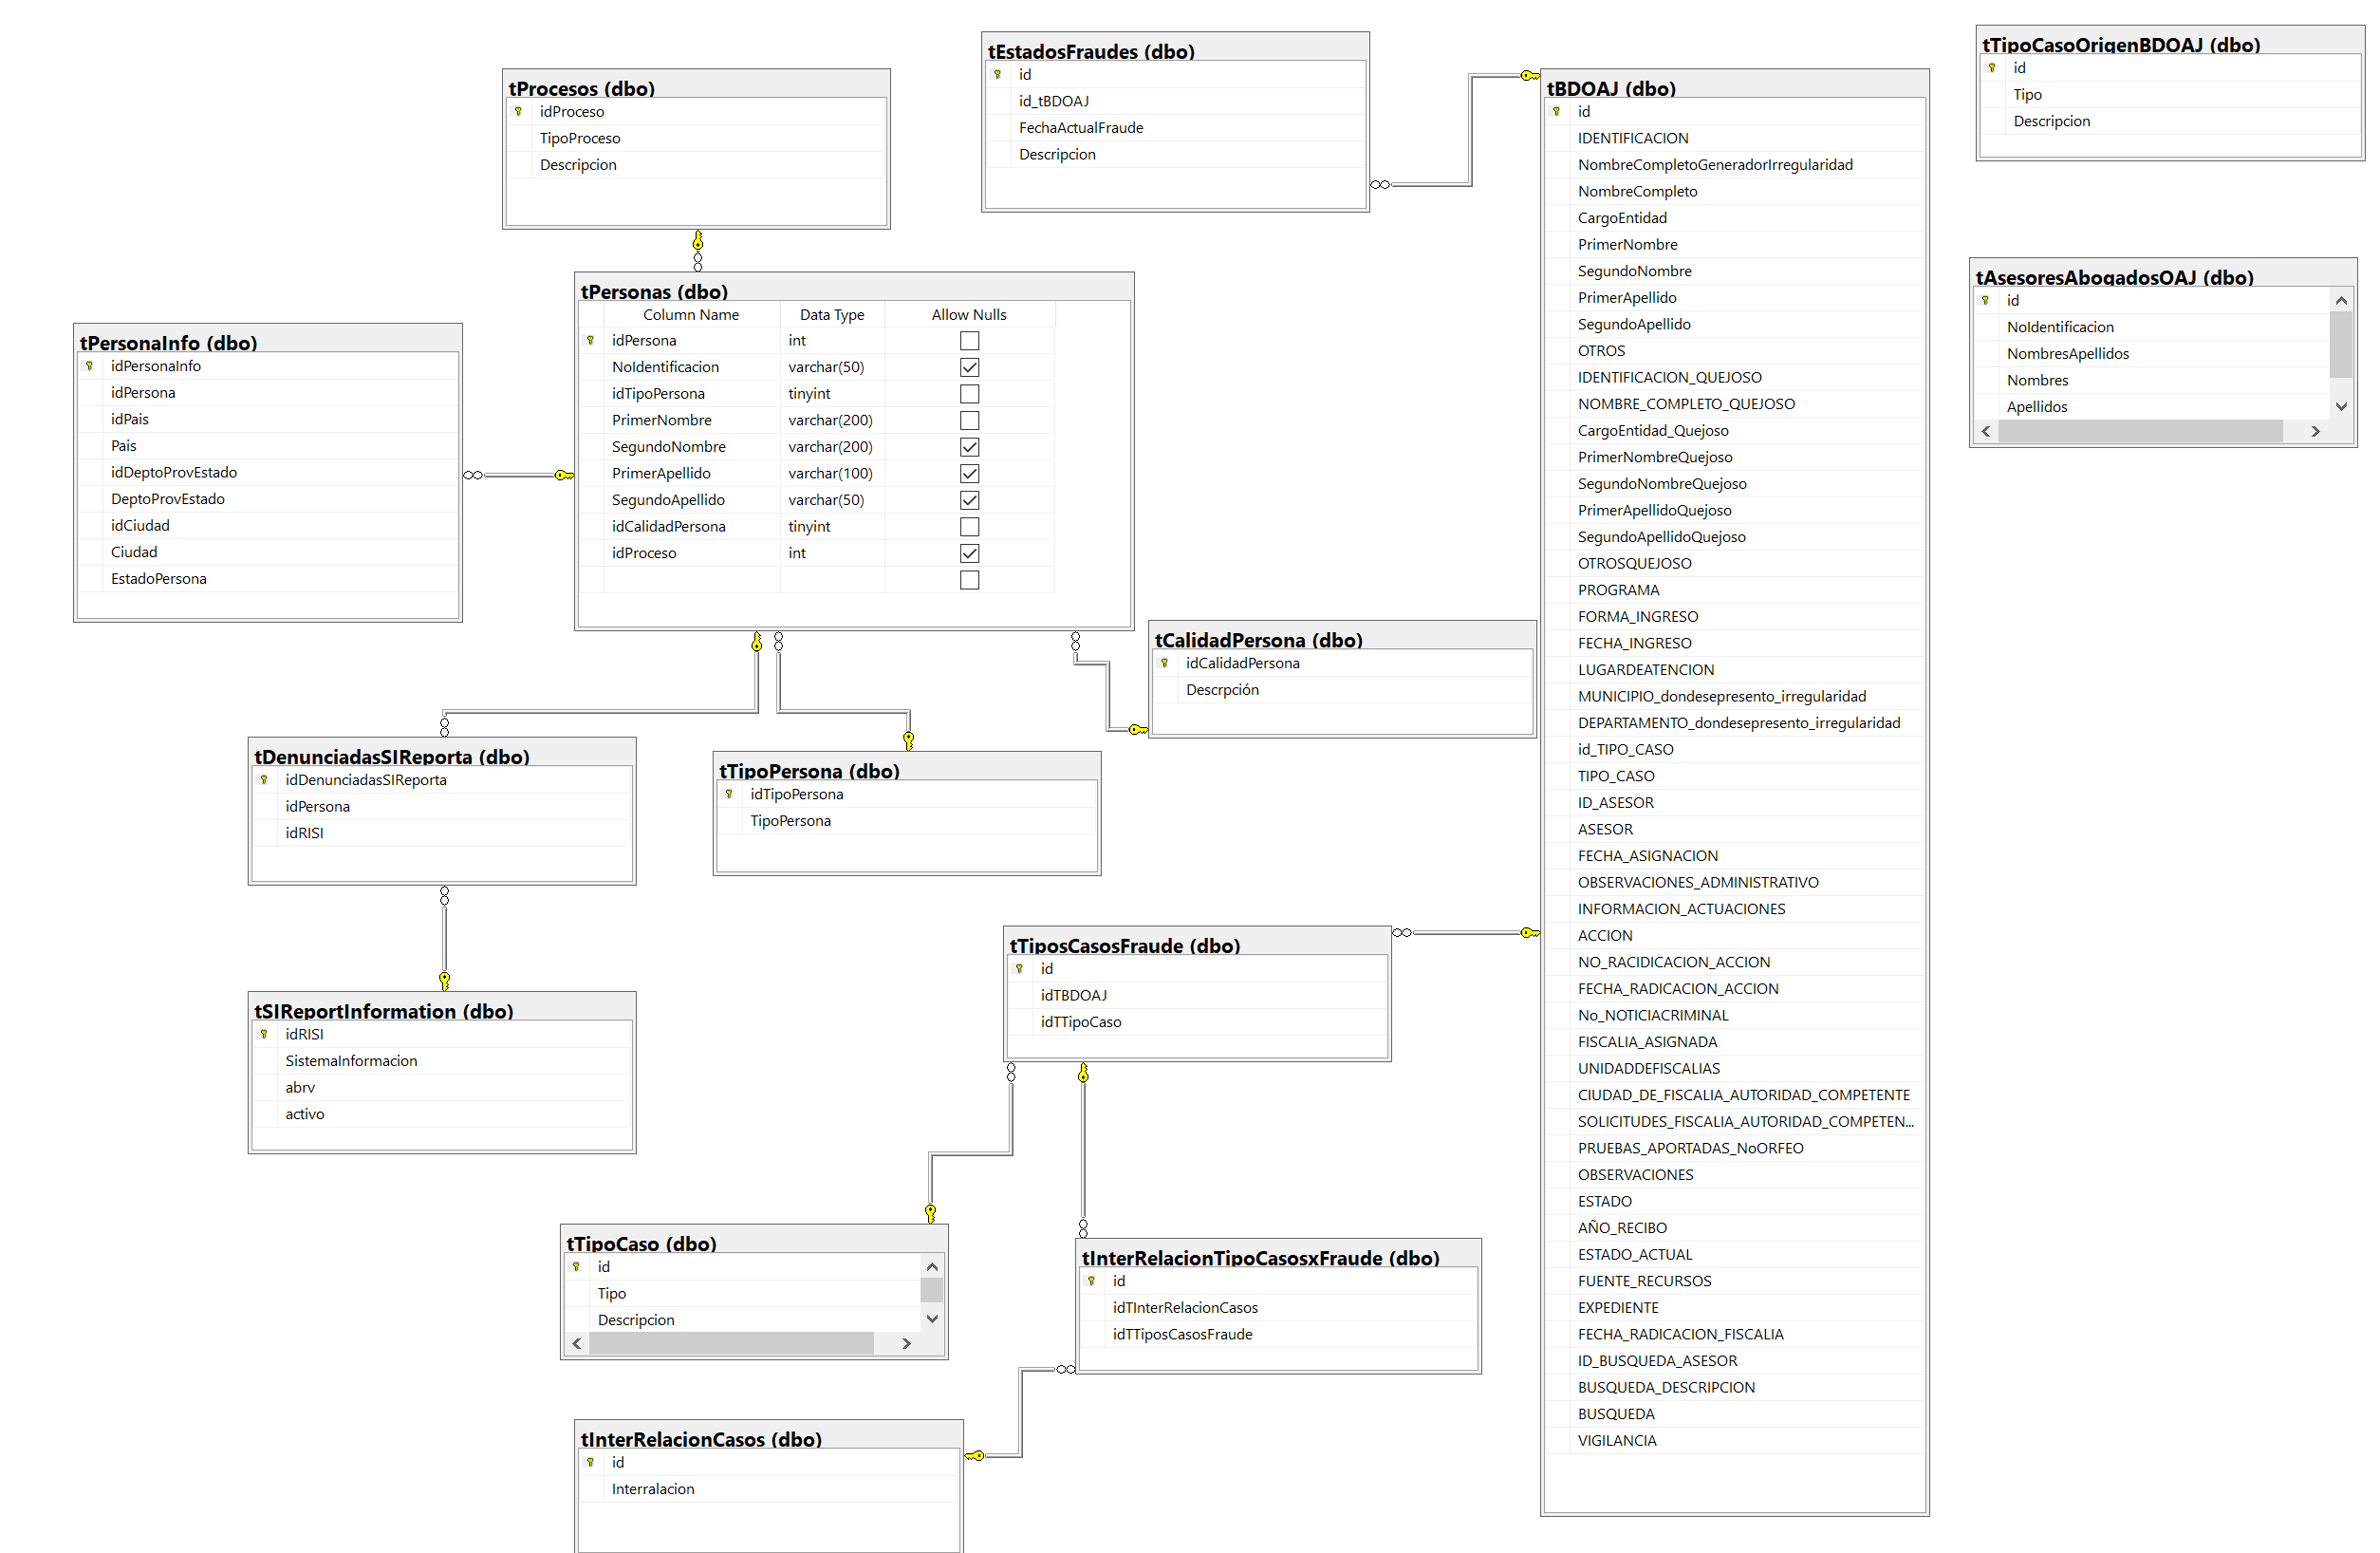 tProcesos (dbo)
idProceso
TipoProceso
Descripcion
tEstadosFraudes (dbo)
id
id_tBDOAJ
FechaActualFraude
Descripcion
tBDOAJ (dbo)
id
IDENTIFICACION
NombreCompletoGeneradorIrregularidad
NombreCompleto
CargoEntidad
PrimerNombre
SegundoNombre
PrimerApellido
SegundoApellido
OTROS
IDENTIFICACION_QUEJOSO
NOMBRE_COMPLETO_QUEJOSO
CargoEntidad_Quejoso
PrimerNombreQuejoso
SegundoNombreQuejoso
PrimerApellidoQuejoso
SegundoApellidoQuejoso
OTROSQUEJOSO
PROGRAMA
FORMA_INGRESO
FECHA_INGRESO
LUGARDEATENCION
MUNICIPIO_dondesepresento_irregularidad
DEPARTAMENTO_dondesepresento_irregularidad
id_TIPO_CASO
TIPO_CASO
ID_ASESOR
ASESOR
FECHA_ASIGNACION
OBSERVACIONES_ADMINISTRATIVO
INFORMACION_ACTUACIONES
ACCION
NO_RACIDICACION_ACCION
FECHA_RADICACION_ACCION
No_NOTICIACRIMINAL
FISCALIA_ASIGNADA
UNIDADDEFISCALIAS
CIUDAD_DE_FISCALIA_AUTORIDAD_COMPETENTE
SOLICITUDES_FISCALIA_AUTORIDAD_COMPETEN...
PRUEBAS_APORTADAS_NoORFEO
OBSERVACIONES
ESTADO
AÑO_RECIBO
ESTADO_ACTUAL
FUENTE_RECURSOS
EXPEDIENTE
FECHA_RADICACION_FISCALIA
ID_BUSQUEDA_ASESOR
BUSQUEDA_DESCRIPCION
BUSQUEDA
VIGILANCIA
tTipoCasoOrigenBDOAJ (dbo)
id
Tipo
Descripcion
tAsesoresAbogadosOAJ (dbo)
id
NoIdentificacion
NombresApellidos
Nombres
Apellidos
tPersonaInfo (dbo)
idPersonaInfo
idPersona
idPais
Pais
idDeptoProvEstado
DeptoProvEstado
idCiudad
Ciudad
EstadoPersona
tPersonas (dbo)
Column Name Data Type Allow Nulls
idPersona int
NoIdentificacion varchar(50)
idTipoPersona tinyint
PrimerNombre varchar(200)
SegundoNombre varchar(200)
PrimerApellido varchar(100)
SegundoApellido varchar(50)
idCalidadPersona tinyint
idProceso int
tCalidadPersona (dbo)
idCalidadPersona
Descrpción
tDenunciadasSIReporta (dbo)
idDenunciadasSIReporta
idPersona
idRISI
tTipoPersona (dbo)
idTipoPersona
TipoPersona
tTiposCasosFraude (dbo)
id
idTBDOAJ
idTTipoCaso
tSIReportInformation (dbo)
idRISI
SistemaInformacion
abrv
activo
tTipoCaso (dbo)
id
Tipo
Descripcion
tInterRelacionTipoCasosxFraude (dbo)
id
idTInterRelacionCasos
idTTiposCasosFraude
tInterRelacionCasos (dbo)
id
Interralacion